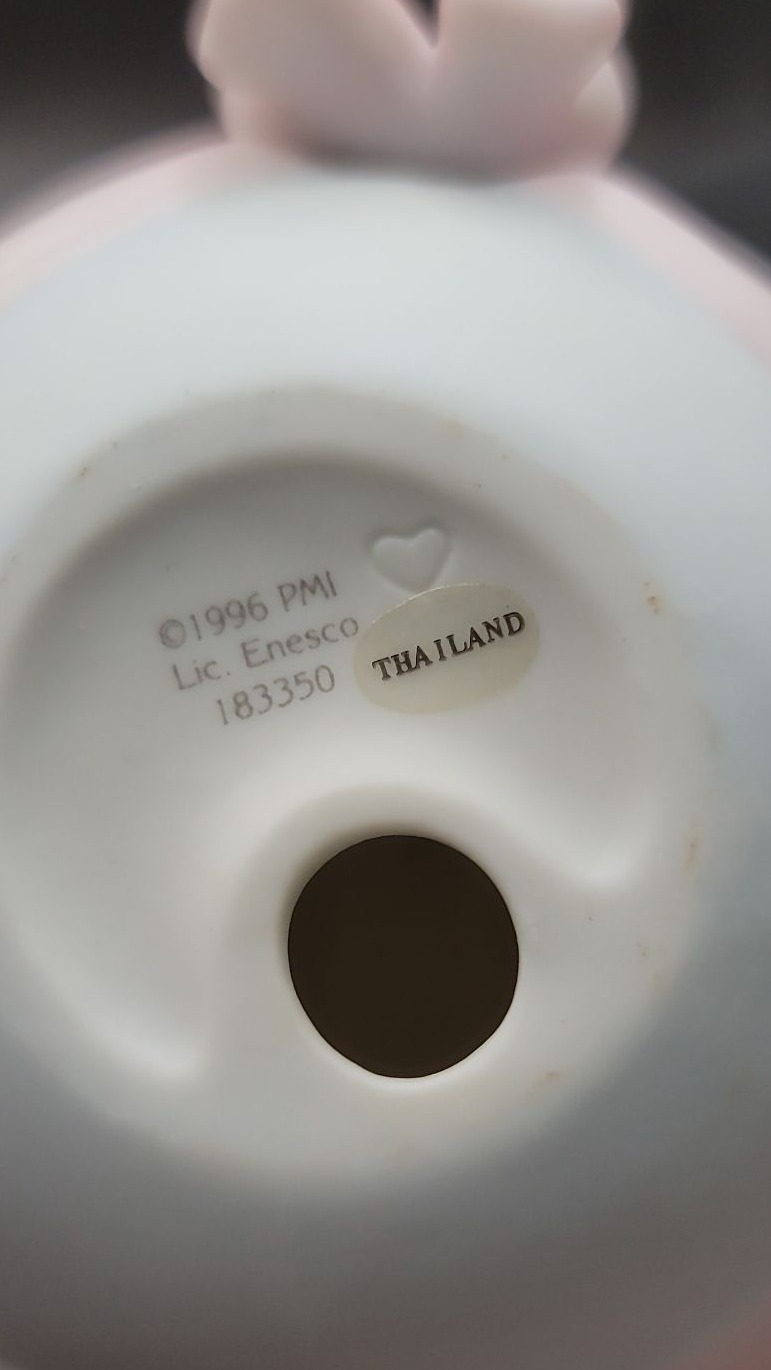 ©1996 PMI
Lic. Enesco
183350
THAILAND